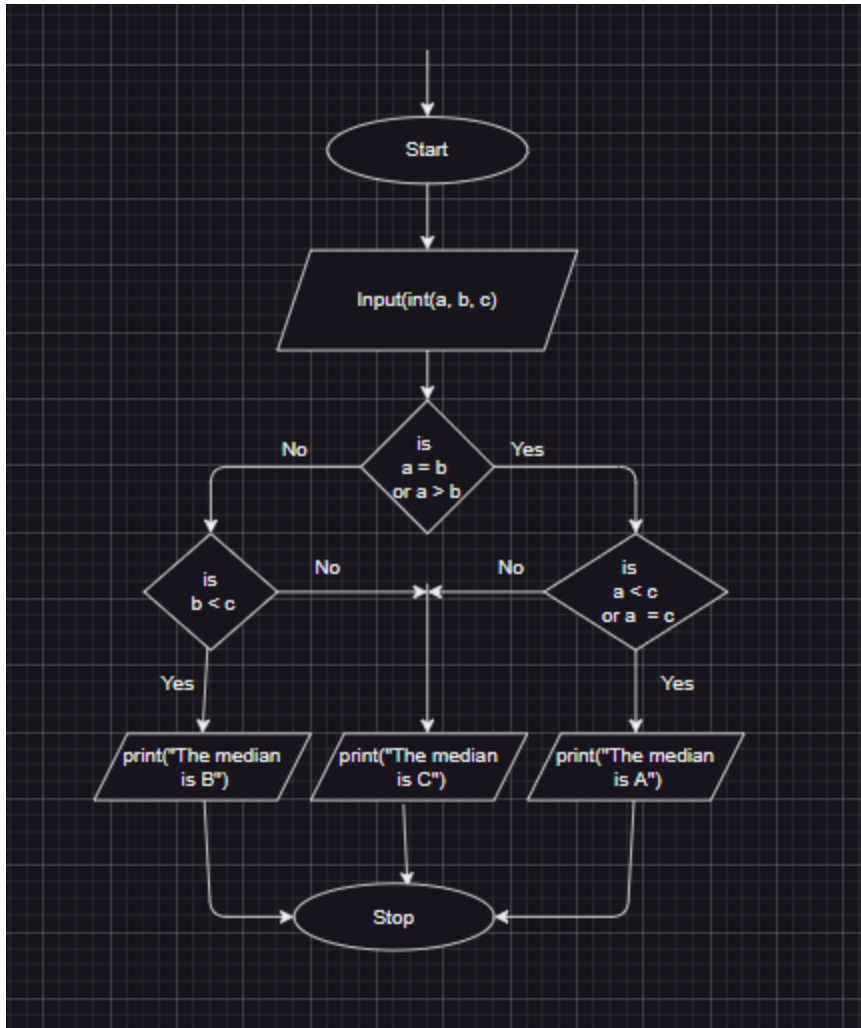 Start
Input(int(a, b, c)
is
a = b
or a > b
No
Yes
is
b < c
No
No
is
a < c
or a = c
Yes
Yes
print("The median
is B")
print("The median
is C")
print("The median
is A")
Stop